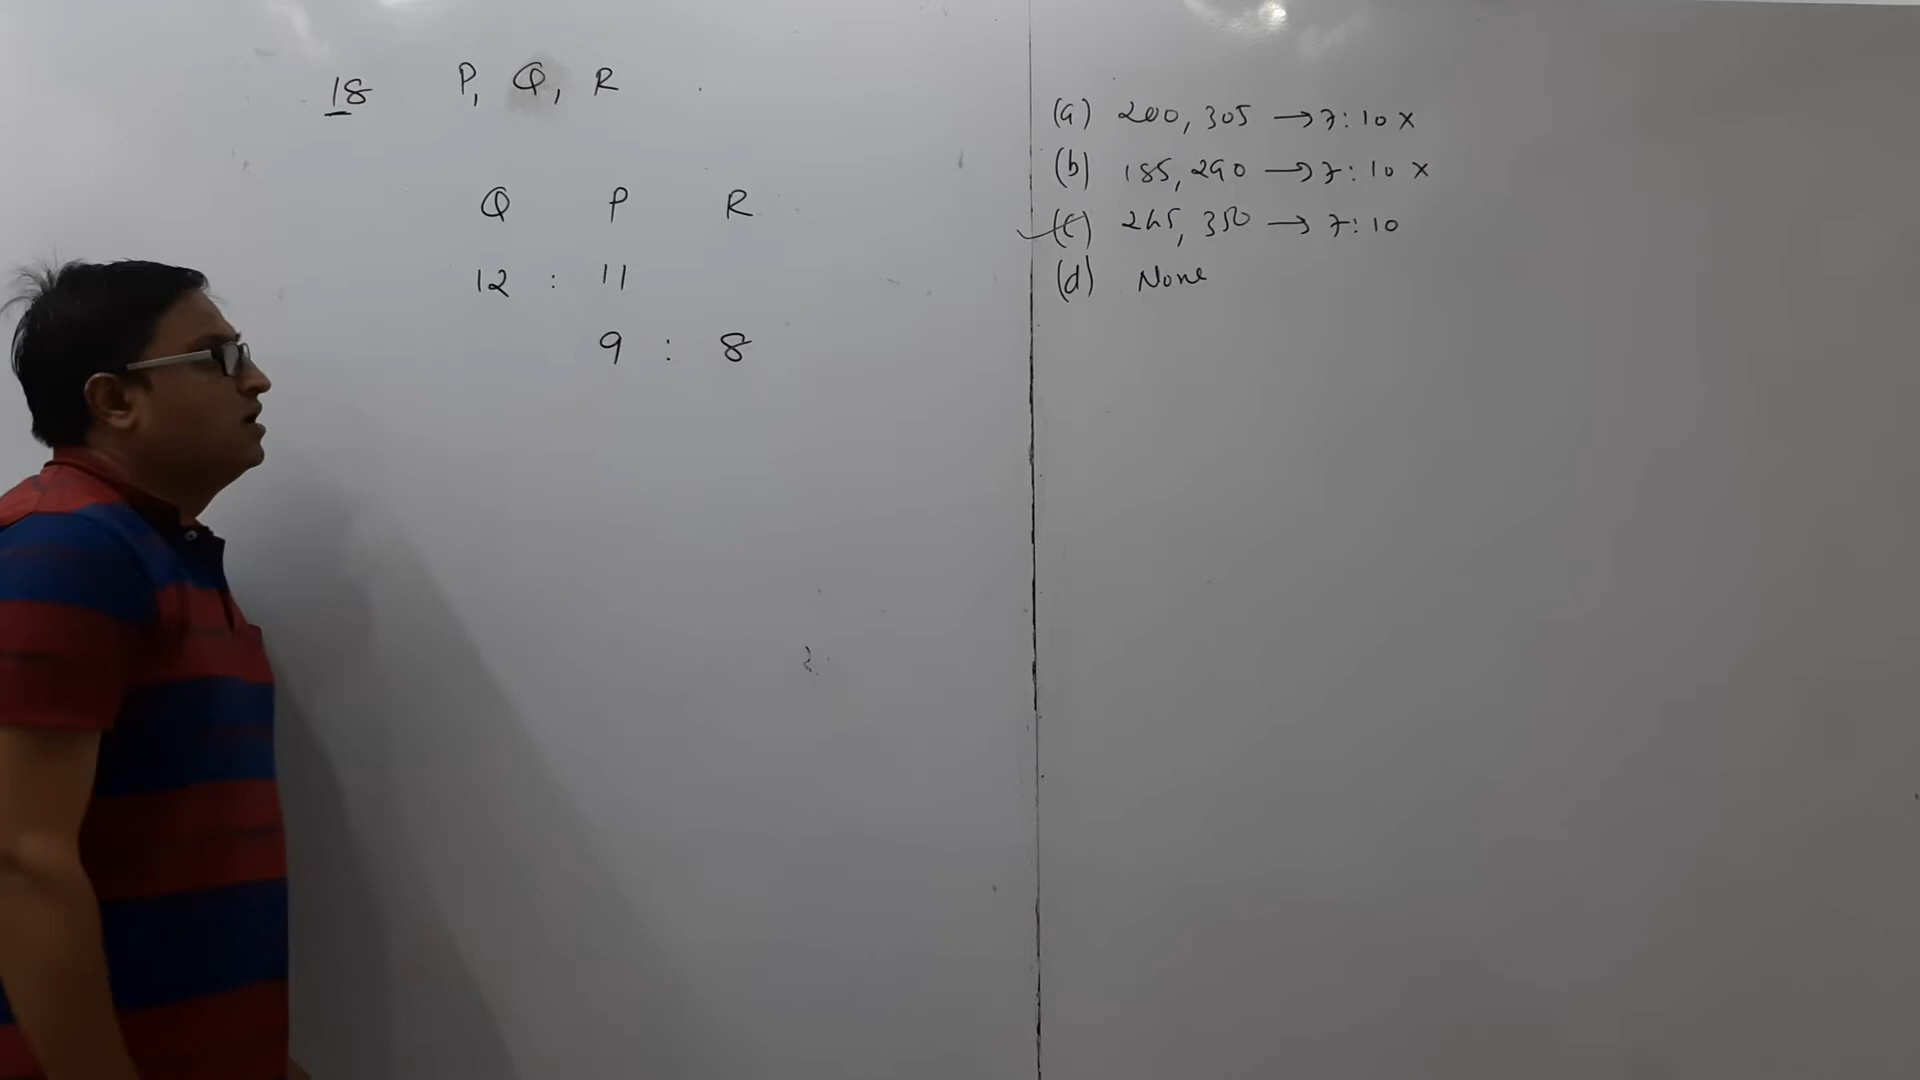 18 P, Q, R
Q P R
12 : 11
9 : 8
(a) 200, 305 → 7:10 ×
(b) 185, 290 → 7:10 ×
✓(c) 245, 350 → 7:10
(d) None